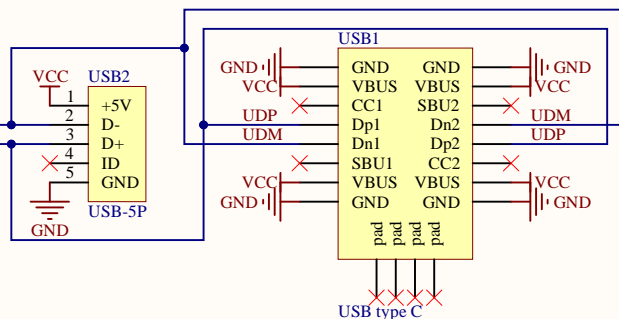 USB2
VCC
1 +5V
2 D-
3 D+
4 ID
5 GND
GND
USB-5P
USB1
GND GND GND GND
VCC VBUS VBUS VCC
CC1 SBU2
UDP Dp1 Dn2 UDM
UDM Dn1 Dp2 UDP
SBU1 CC2
VCC VBUS VBUS VCC
GND GND GND GND
pad pad pad pad
USB type C